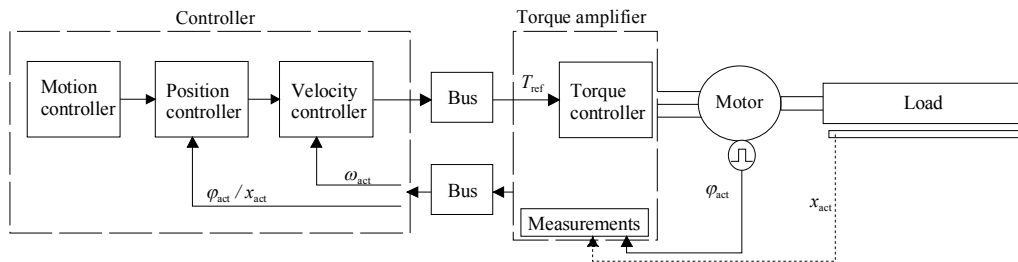 Controller
Torque amplifier
Motion
controller
Position
controller
Velocity
controller
Bus
T_ref
Torque
controller
Motor
Load
ω_act
φ_act / x_act
Bus
φ_act
x_act
Measurements